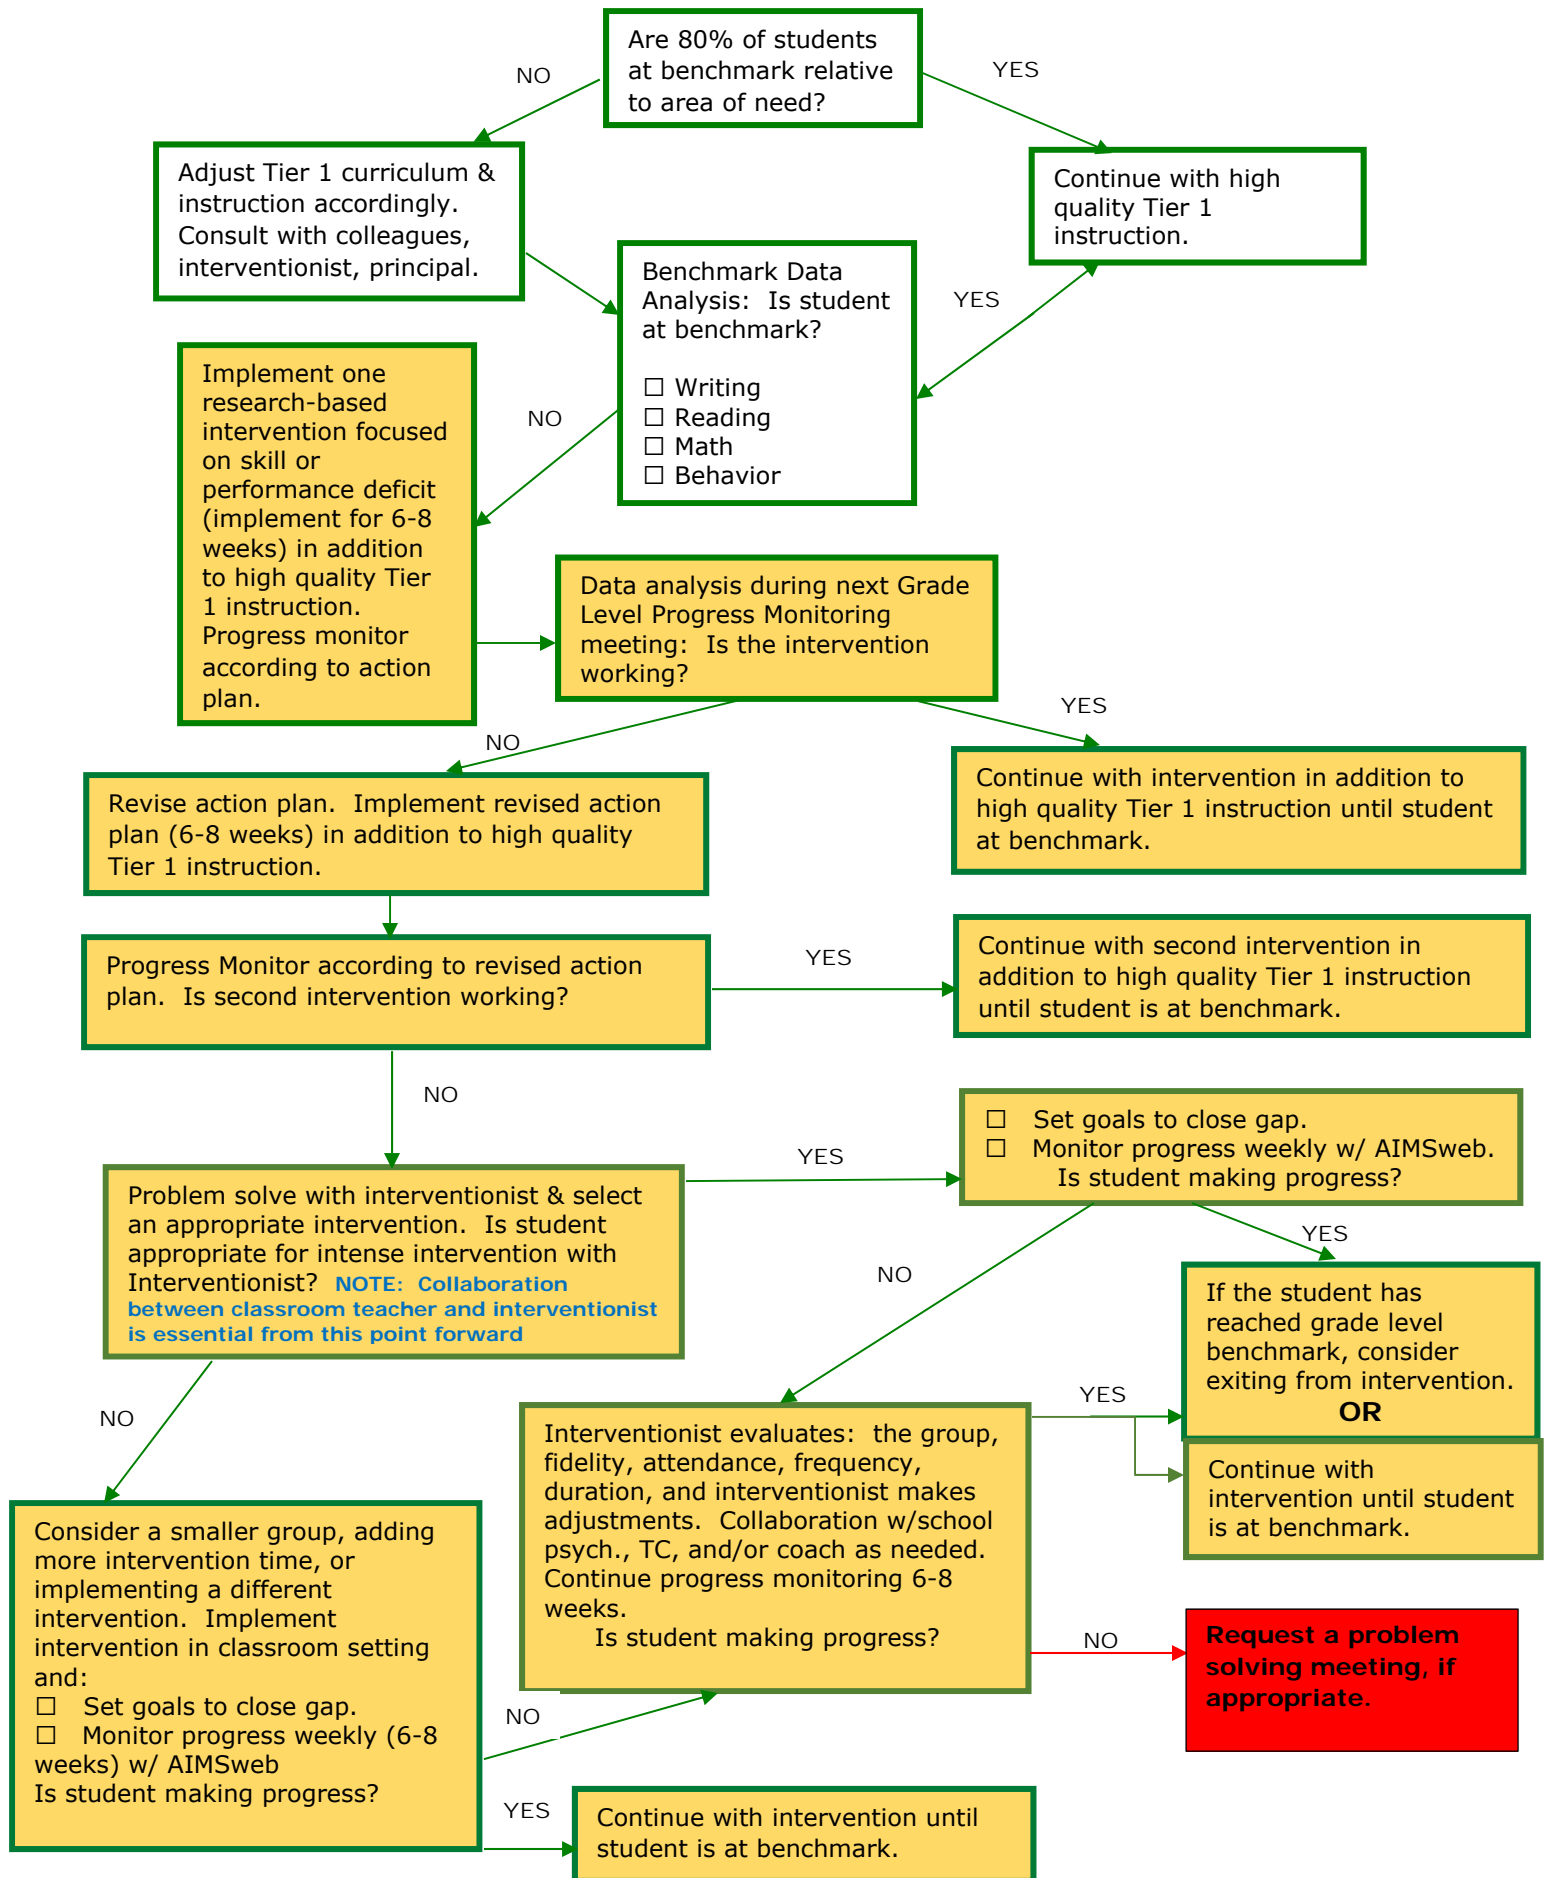 Are 80% of students
at benchmark relative
to area of need?
NO
YES
Adjust Tier 1 curriculum &
instruction accordingly.
Consult with colleagues,
interventionist, principal.
Continue with high
quality Tier 1
instruction.
Benchmark Data
Analysis:  Is student
at benchmark?
☐ Writing
☐ Reading
☐ Math
☐ Behavior
YES
NO
Implement one
research-based
intervention focused
on skill or
performance deficit
(implement for 6-8
weeks) in addition
to high quality Tier
1 instruction.
Progress monitor
according to action
plan.
Data analysis during next Grade
Level Progress Monitoring
meeting:  Is the intervention
working?
NO
YES
Revise action plan.  Implement revised action
plan (6-8 weeks) in addition to high quality
Tier 1 instruction.
Continue with intervention in addition to
high quality Tier 1 instruction until student
at benchmark.
Progress Monitor according to revised action
plan.  Is second intervention working?
YES
Continue with second intervention in
addition to high quality Tier 1 instruction
until student is at benchmark.
NO
Problem solve with interventionist & select
an appropriate intervention.  Is student
appropriate for intense intervention with
Interventionist?  NOTE:  Collaboration
between classroom teacher and interventionist
is essential from this point forward
YES
☐ Set goals to close gap.
☐ Monitor progress weekly w/ AIMSweb.
Is student making progress?
NO
YES
If the student has
reached grade level
benchmark, consider
exiting from intervention.
OR
Continue with
intervention until student
is at benchmark.
NO
Interventionist evaluates:  the group,
fidelity, attendance, frequency,
duration, and interventionist makes
adjustments.  Collaboration w/school
psych., TC, and/or coach as needed.
Continue progress monitoring 6-8
weeks.
Is student making progress?
YES
NO
Request a problem
solving meeting, if
appropriate.
Consider a smaller group, adding
more intervention time, or
implementing a different
intervention.  Implement
intervention in classroom setting
and:
☐ Set goals to close gap.
☐ Monitor progress weekly (6-8
weeks) w/ AIMSweb
Is student making progress?
NO
YES
Continue with intervention until
student is at benchmark.